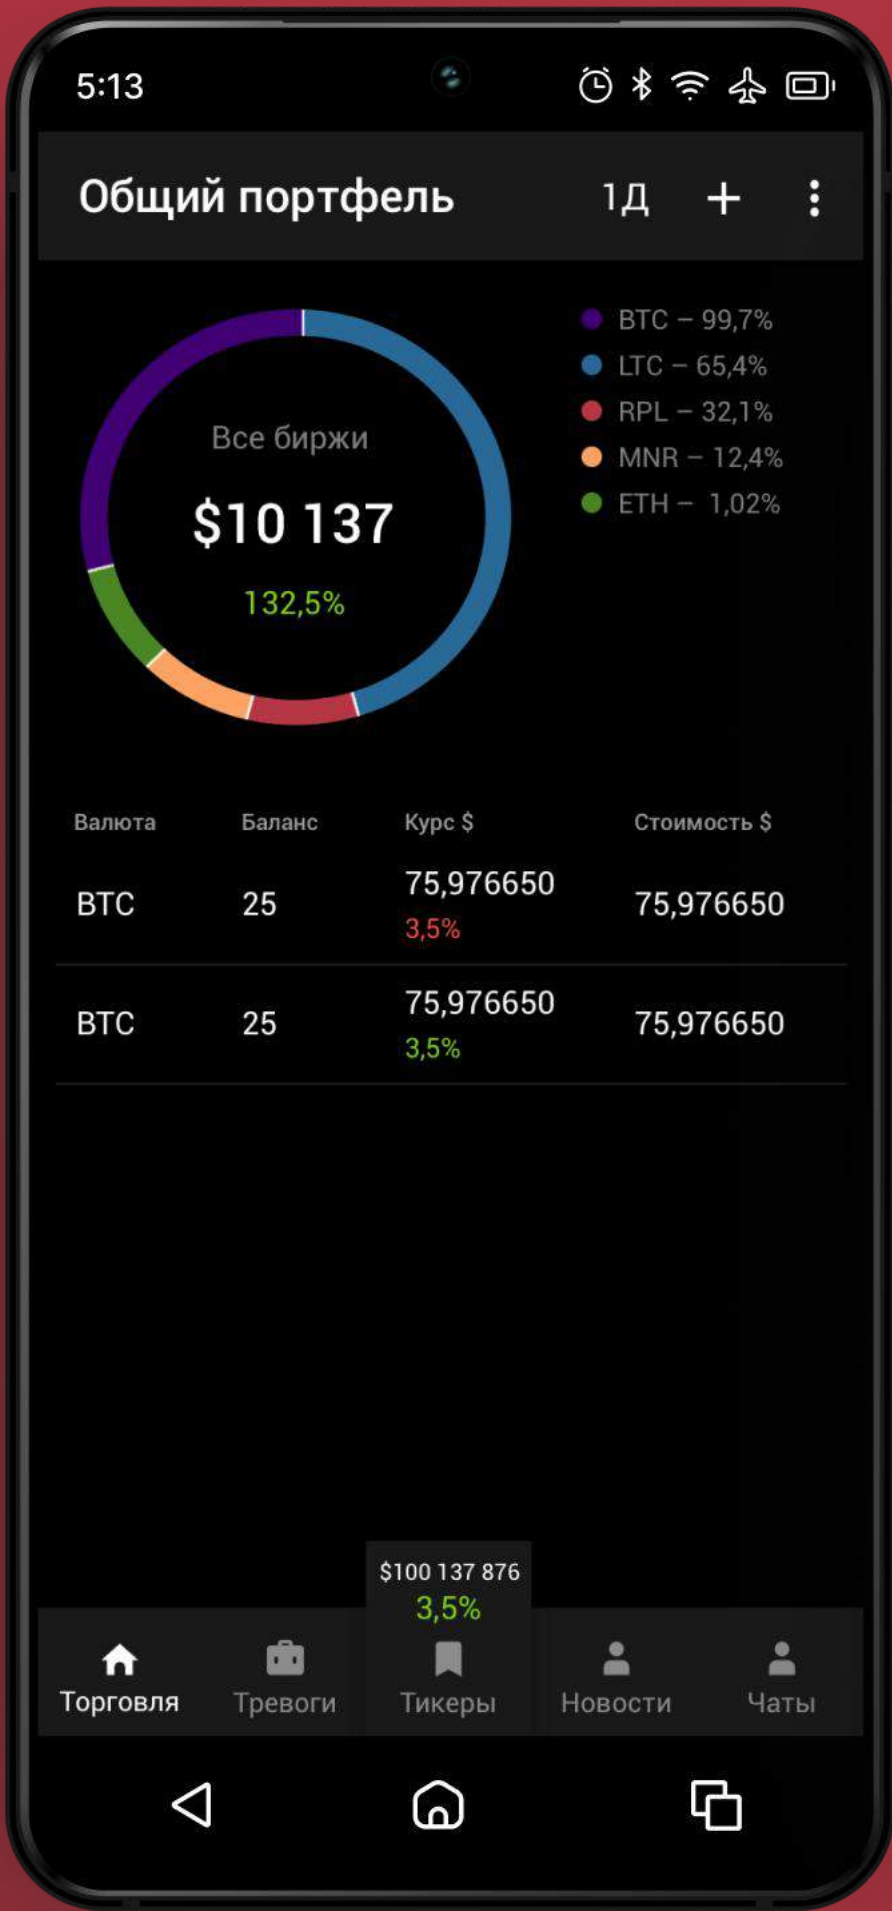 5:13
Общий портфель 1Д
BTC – 99,7%
LTC – 65,4%
RPL – 32,1%
MNR – 12,4%
ETH – 1,02%
Все биржи
$10 137
132,5%
Валюта Баланс Курс $ Стоимость $
BTC 25 75,976650 75,976650
3,5%
BTC 25 75,976650 75,976650
3,5%
$100 137 876
3,5%
Торговля Тревоги Тикеры Новости Чаты